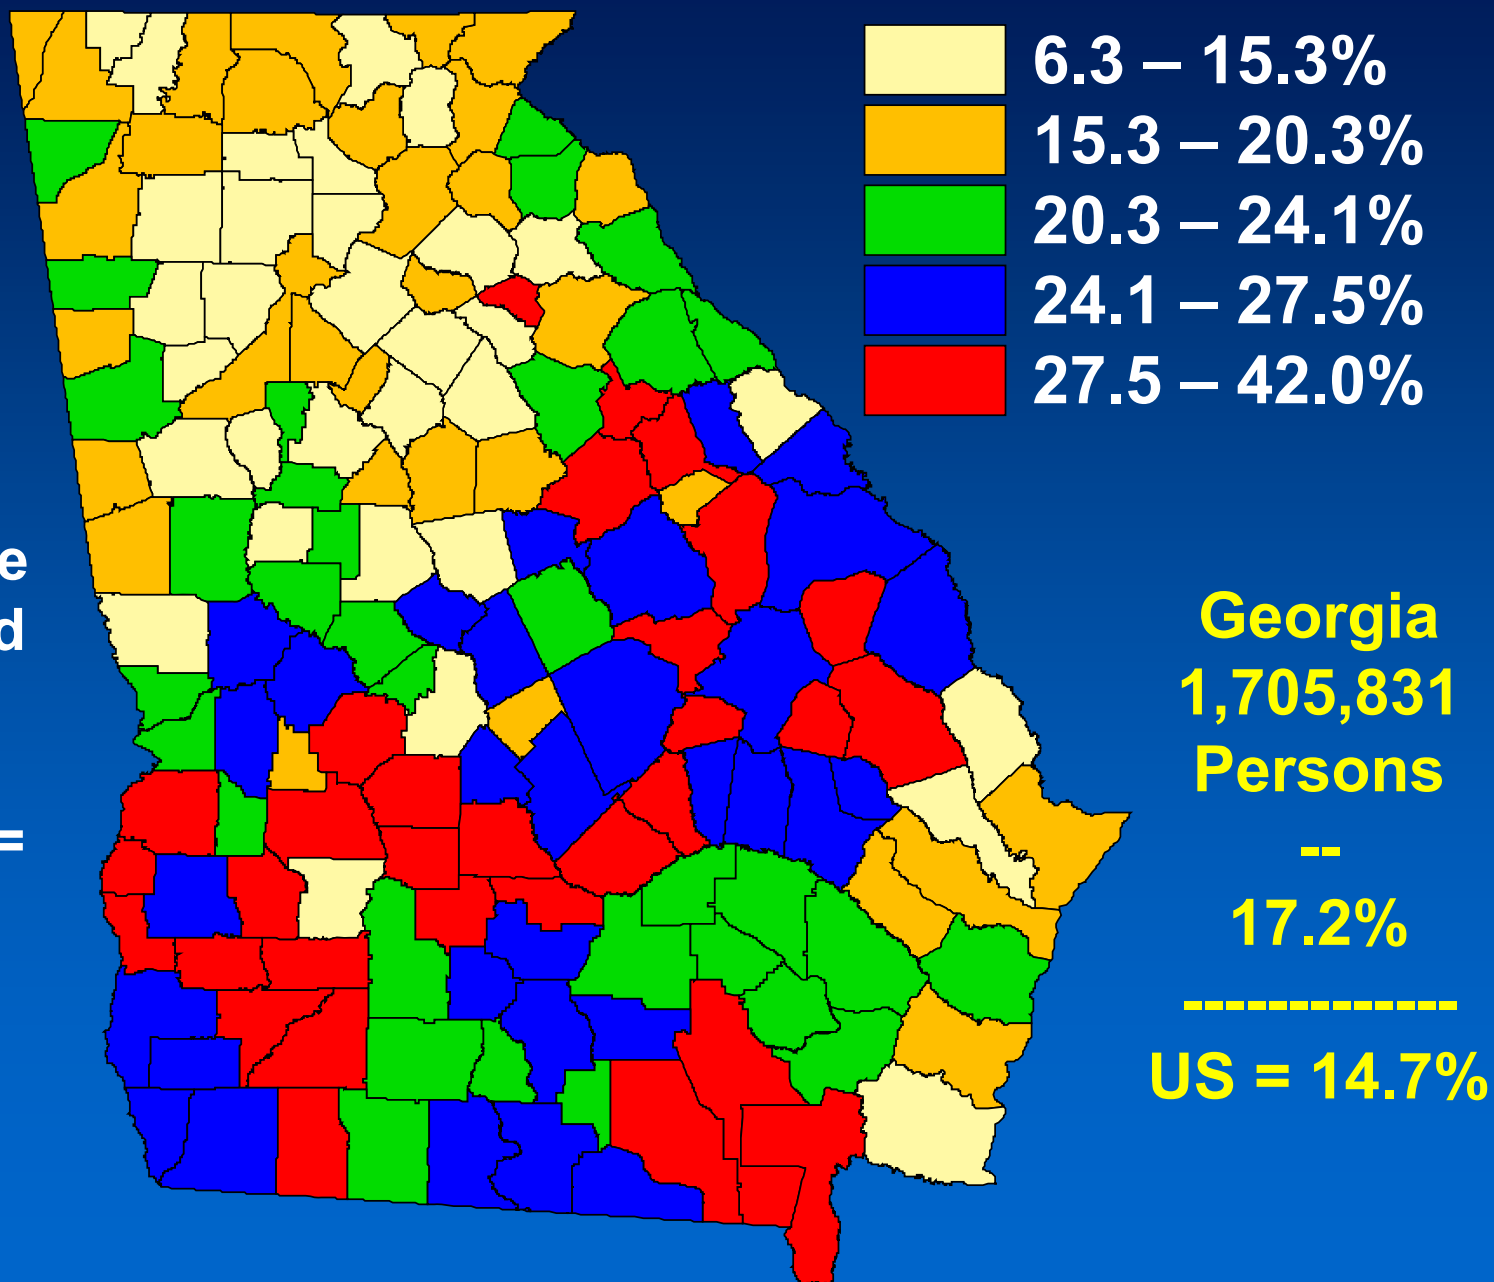 6.3 – 15.3%
15.3 – 20.3%
20.3 – 24.1%
24.1 – 27.5%
27.5 – 42.0%
e
d
=
Georgia
1,705,831
Persons
--
17.2%
-------------
US = 14.7%